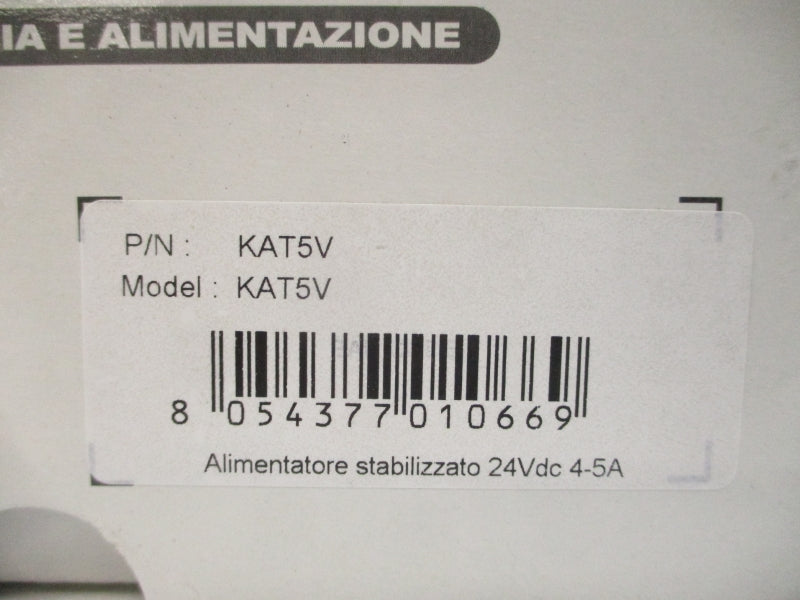 IA E ALIMENTAZIONE
P/N : KAT5V
Model : KAT5V
8 054377 010669
Alimentatore stabilizzato 24Vdc 4-5A